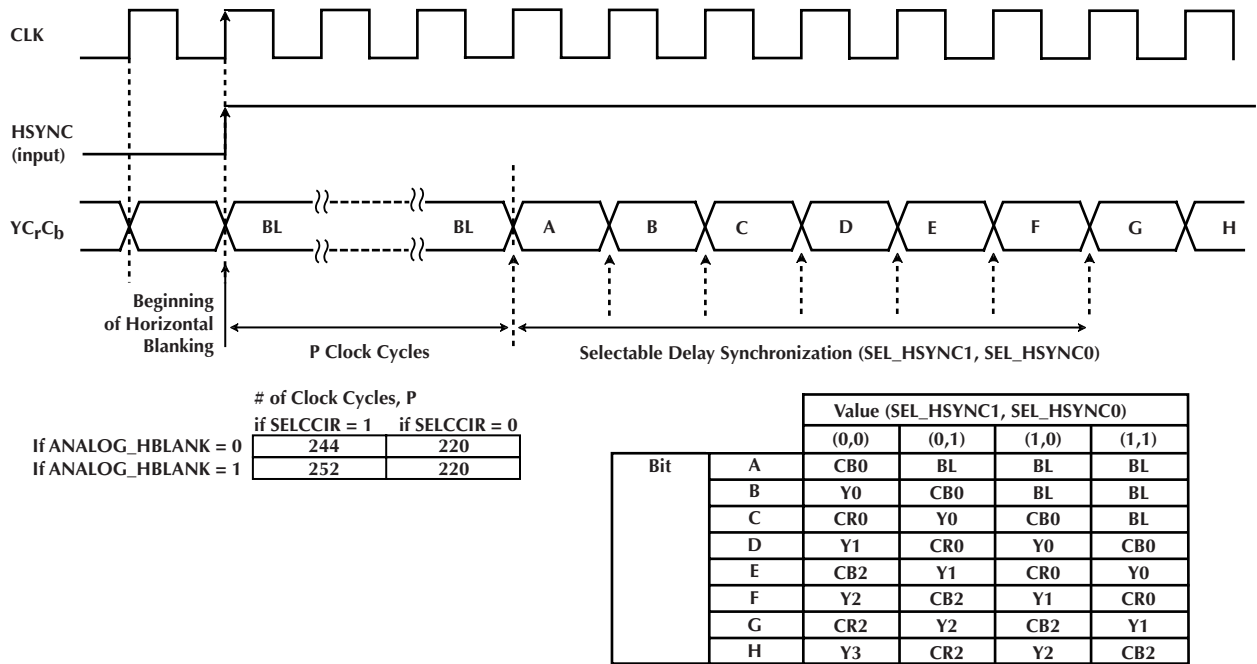 CLK
HSYNC
(input)
YCrCb
BL BL A B C D E F G H
Beginning
of Horizontal
Blanking
P Clock Cycles
Selectable Delay Synchronization (SEL_HSYNC1, SEL_HSYNC0)
# of Clock Cycles, P
if SELCCIR = 1 if SELCCIR = 0
If ANALOG_HBLANK = 0 244 220
If ANALOG_HBLANK = 1 252 220
Value (SEL_HSYNC1, SEL_HSYNC0)
(0,0) (0,1) (1,0) (1,1)
Bit A CB0 BL BL BL
B Y0 CB0 BL BL
C CR0 Y0 CB0 BL
D Y1 CR0 Y0 CB0
E CB2 Y1 CR0 Y0
F Y2 CB2 Y1 CR0
G CR2 Y2 CB2 Y1
H Y3 CR2 Y2 CB2